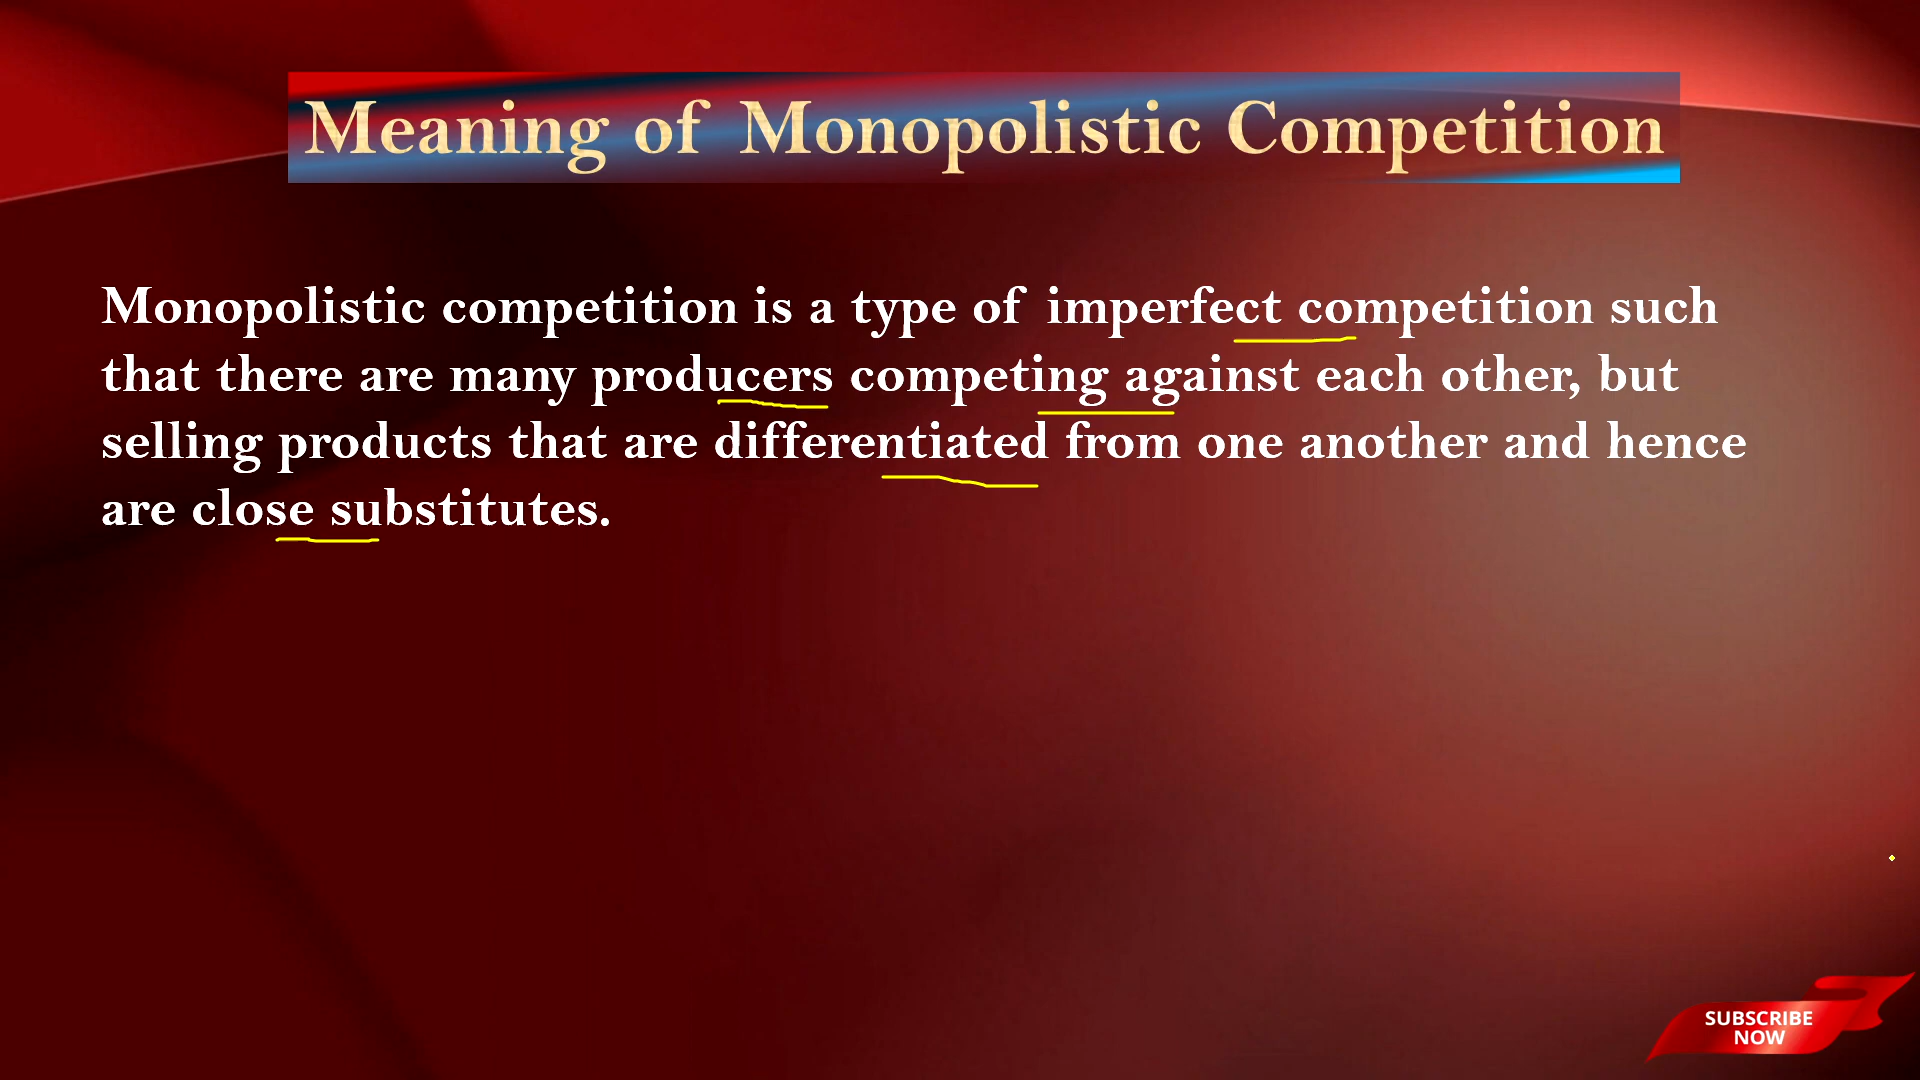 Meaning of Monopolistic Competition
Monopolistic competition is a type of imperfect competition such
that there are many producers competing against each other, but
selling products that are differentiated from one another and hence
are close substitutes.
SUBSCRIBE
NOW